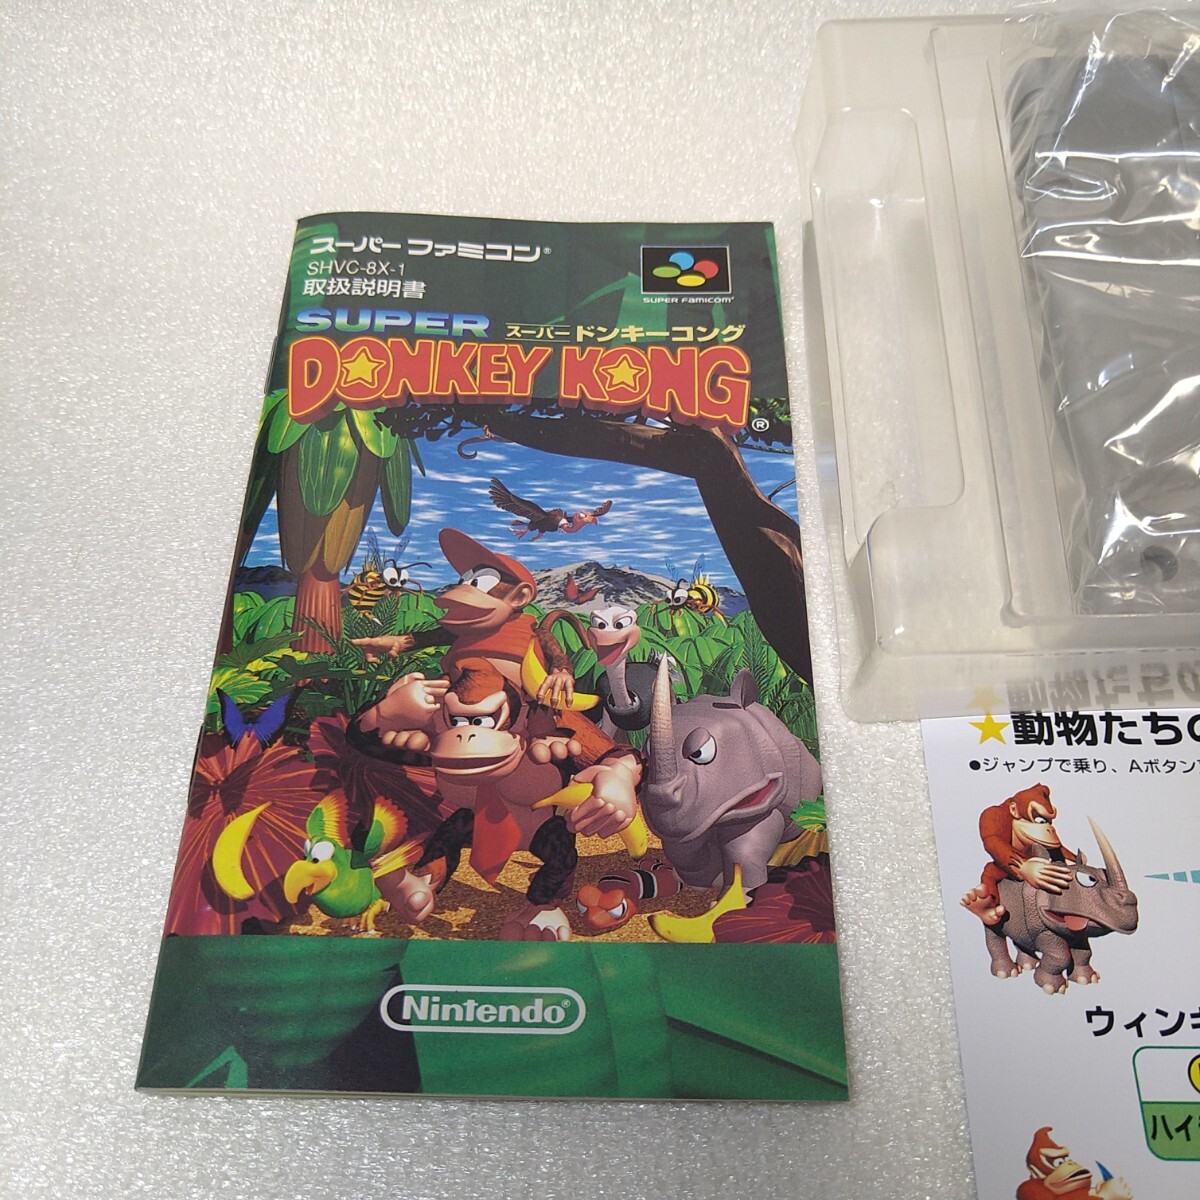 スーパーファミコン®
SHVC-8X-1
取扱説明書
SUPER FAMICOM
SUPER
スーパー ドンキーコング
DONKEY KONG®
Nintendo®
★動物たちの
●ジャンプで乗り、Aボタン
ウィンキ
ハイ